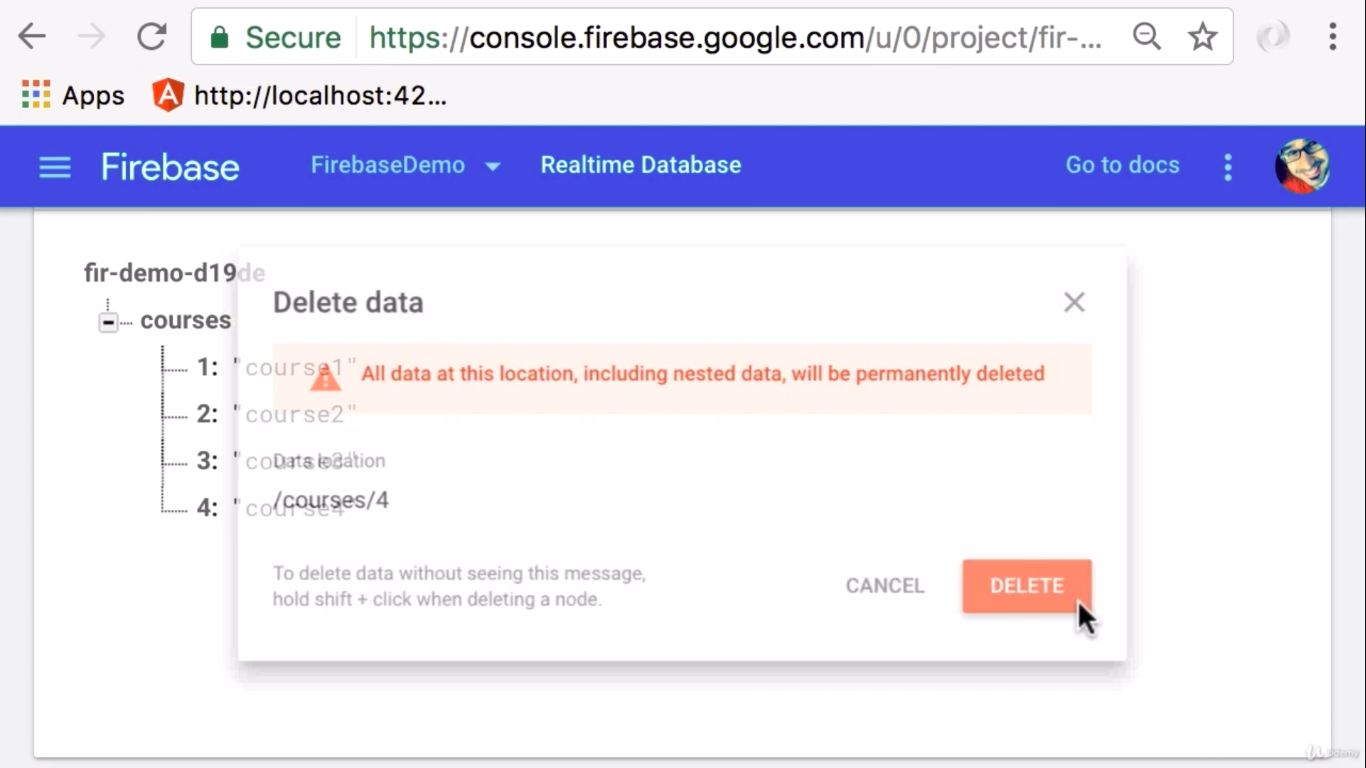 Secure https://console.firebase.google.com/u/0/project/fir-...
Apps http://localhost:42...
Firebase FirebaseDemo Realtime Database Go to docs
fir-demo-d19de
courses
1: "course1"
2: "course2"
3: "course3"
4: "course4"
Delete data
All data at this location, including nested data, will be permanently deleted
Data location
/courses/4
To delete data without seeing this message,
hold shift + click when deleting a node.
CANCEL DELETE
Udemy